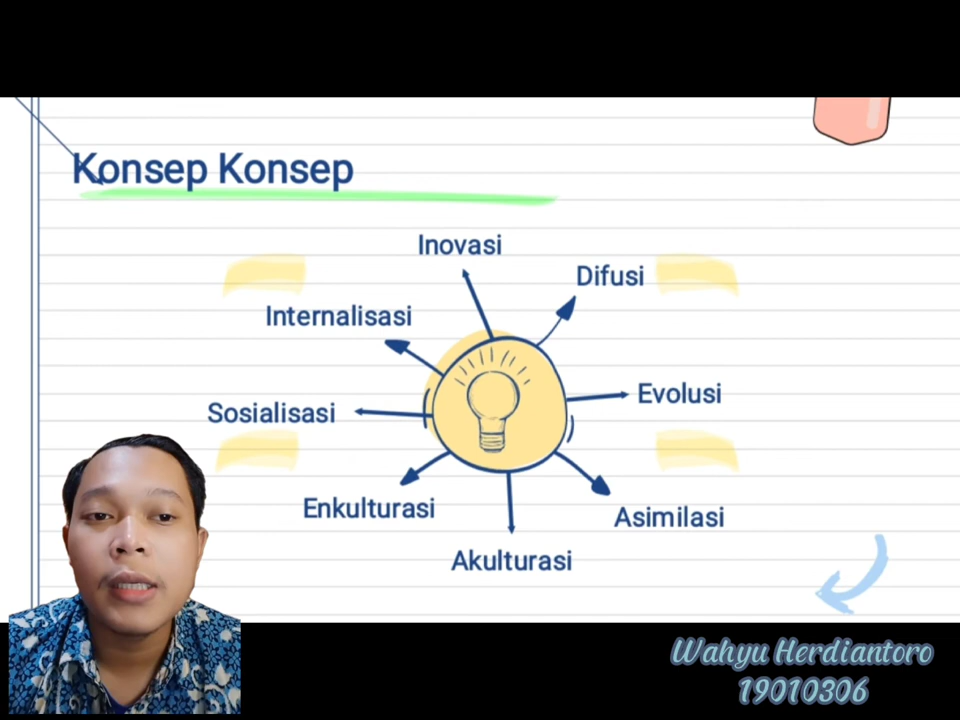 Konsep Konsep
Inovasi
Difusi
Internalisasi
Evolusi
Sosialisasi
Enkulturasi
Asimilasi
Akulturasi
Wahyu Herdiantoro
19010306